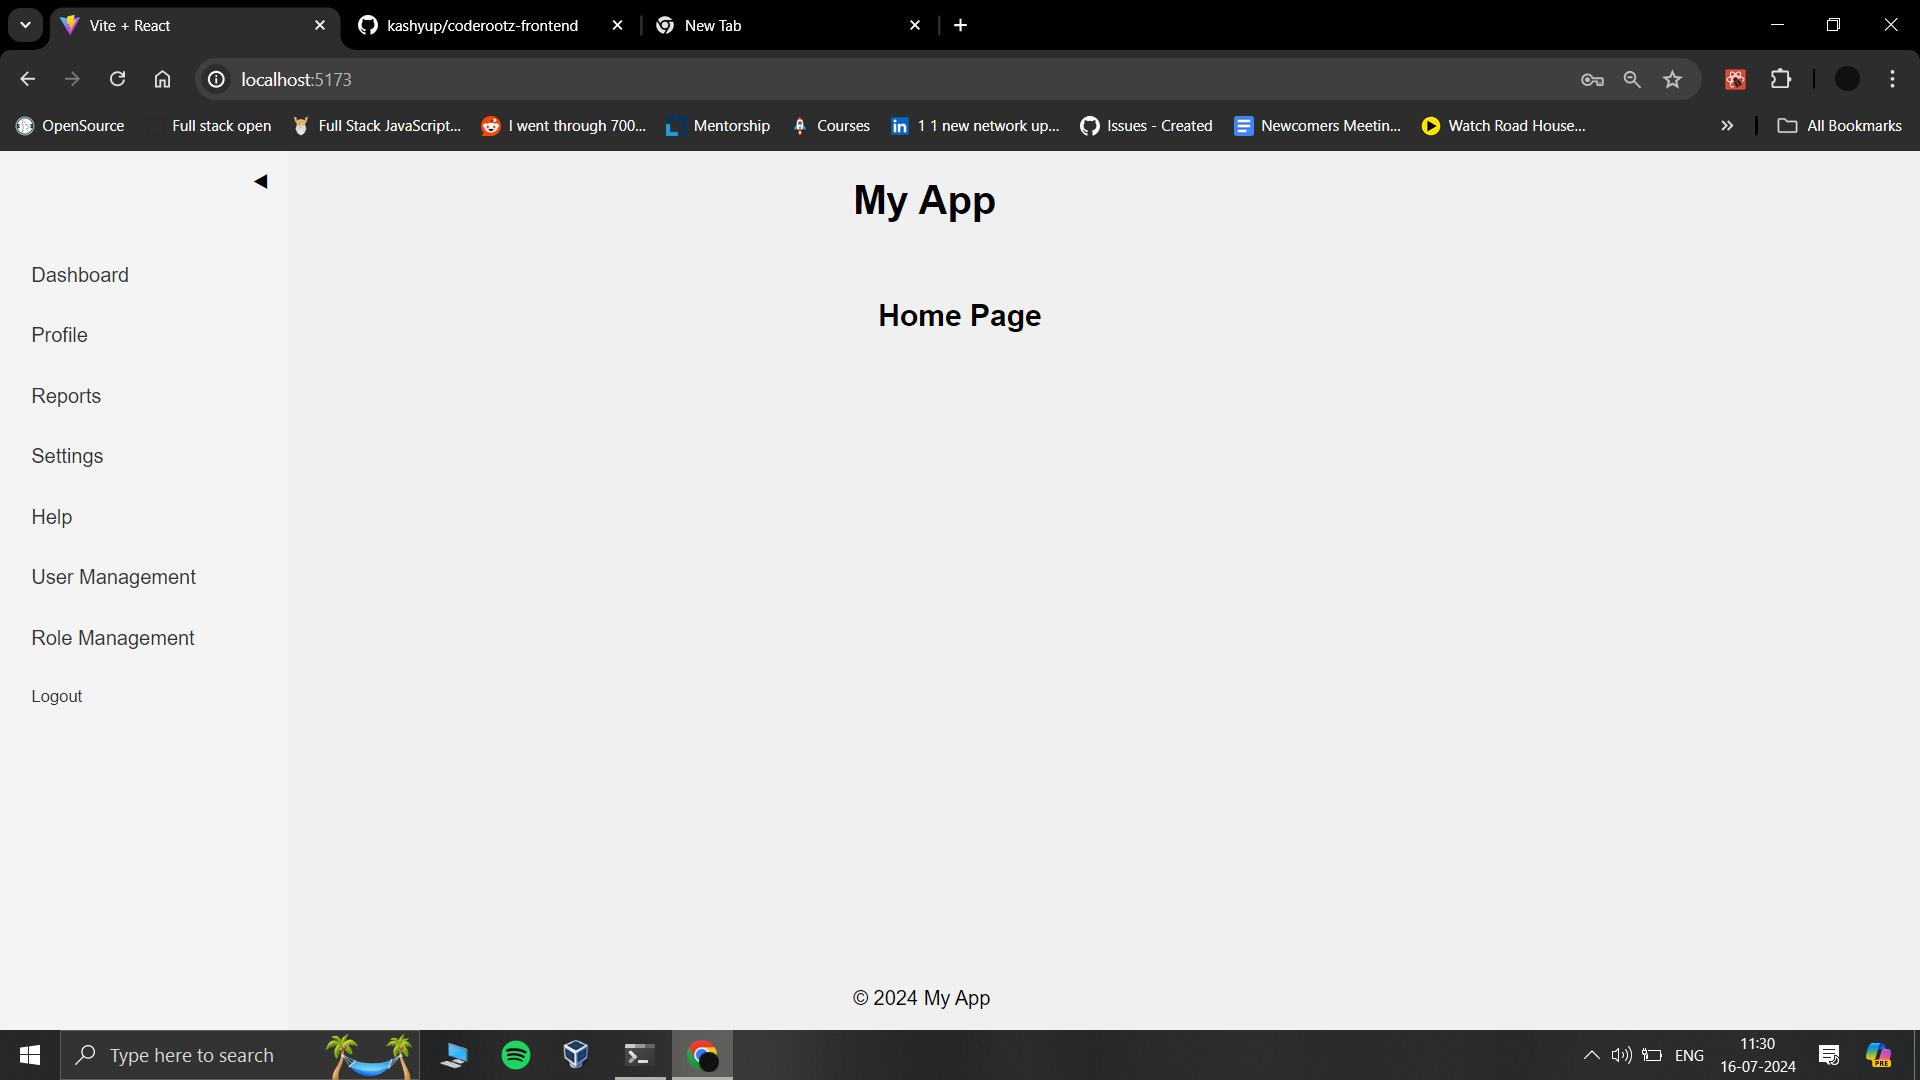 Vite + React
kashyup/coderootz-frontend
New Tab
localhost:5173
OpenSource
Full stack open
Full Stack JavaScript...
I went through 700...
Mentorship
Courses
1 1 new network up...
Issues - Created
Newcomers Meetin...
Watch Road House...
All Bookmarks
My App
Home Page
Dashboard
Profile
Reports
Settings
Help
User Management
Role Management
Logout
© 2024 My App
Type here to search
ENG
11:30
16-07-2024
PRE